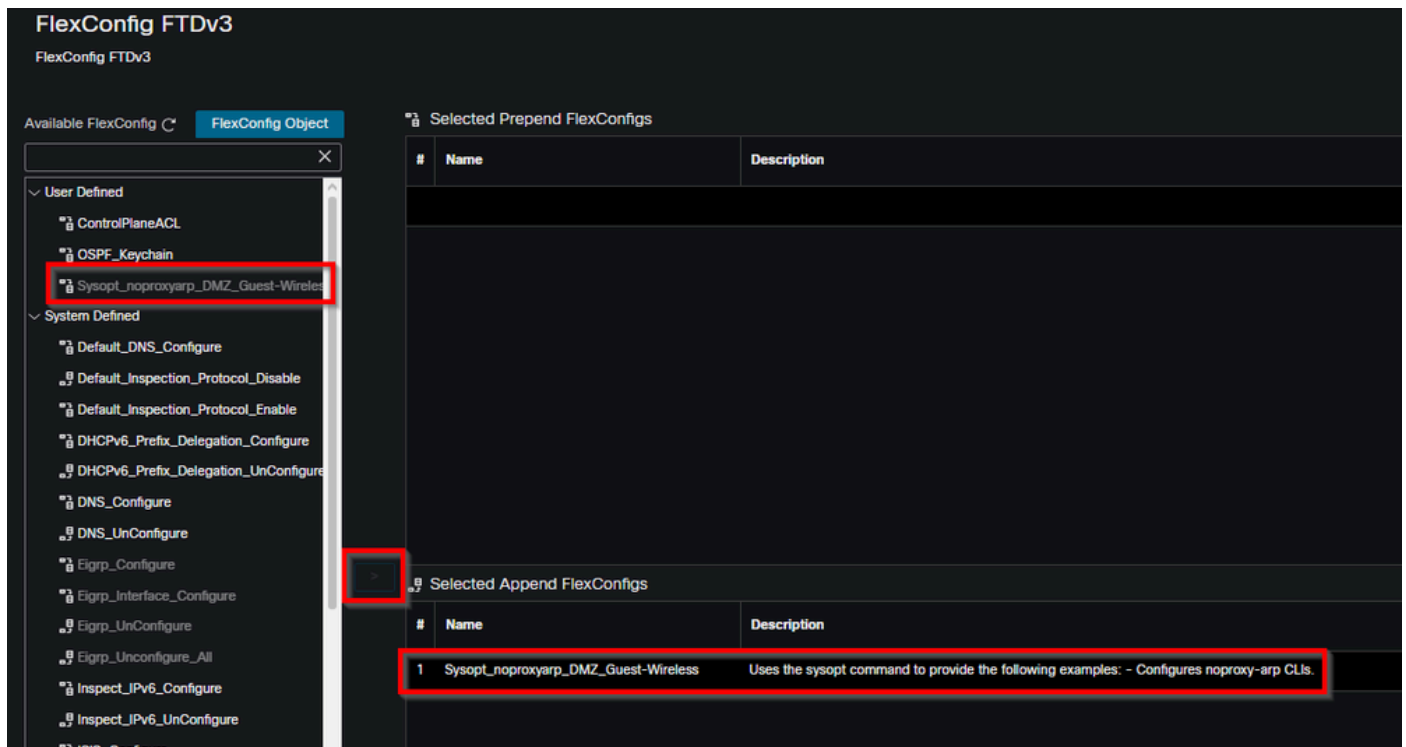 FlexConfig FTDv3
FlexConfig FTDv3
Available FlexConfig
FlexConfig Object
User Defined
ControlPlaneACL
OSPF_Keychain
Sysopt_noproxyarp_DMZ_Guest-Wireles
System Defined
Default_DNS_Configure
Default_Inspection_Protocol_Disable
Default_Inspection_Protocol_Enable
DHCPv6_Prefix_Delegation_Configure
DHCPv6_Prefix_Delegation_UnConfigure
DNS_Configure
DNS_UnConfigure
Eigrp_Configure
Eigrp_Interface_Configure
Eigrp_UnConfigure
Eigrp_Unconfigure_All
Inspect_IPv6_Configure
Inspect_IPv6_UnConfigure
>
Selected Prepend FlexConfigs
# Name Description
Selected Append FlexConfigs
# Name Description
1 Sysopt_noproxyarp_DMZ_Guest-Wireless Uses the sysopt command to provide the following examples: - Configures noproxy-arp CLIs.